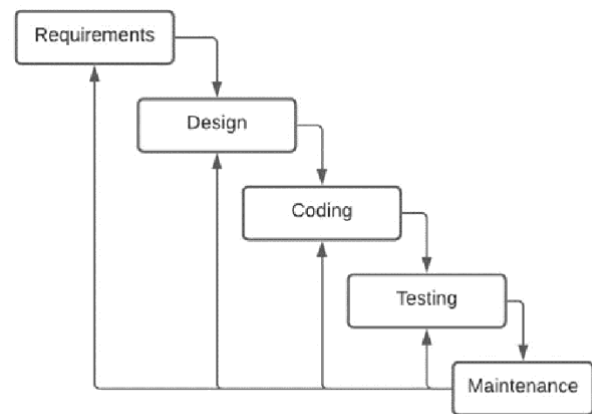 Requirements
Design
Coding
Testing
Maintenance